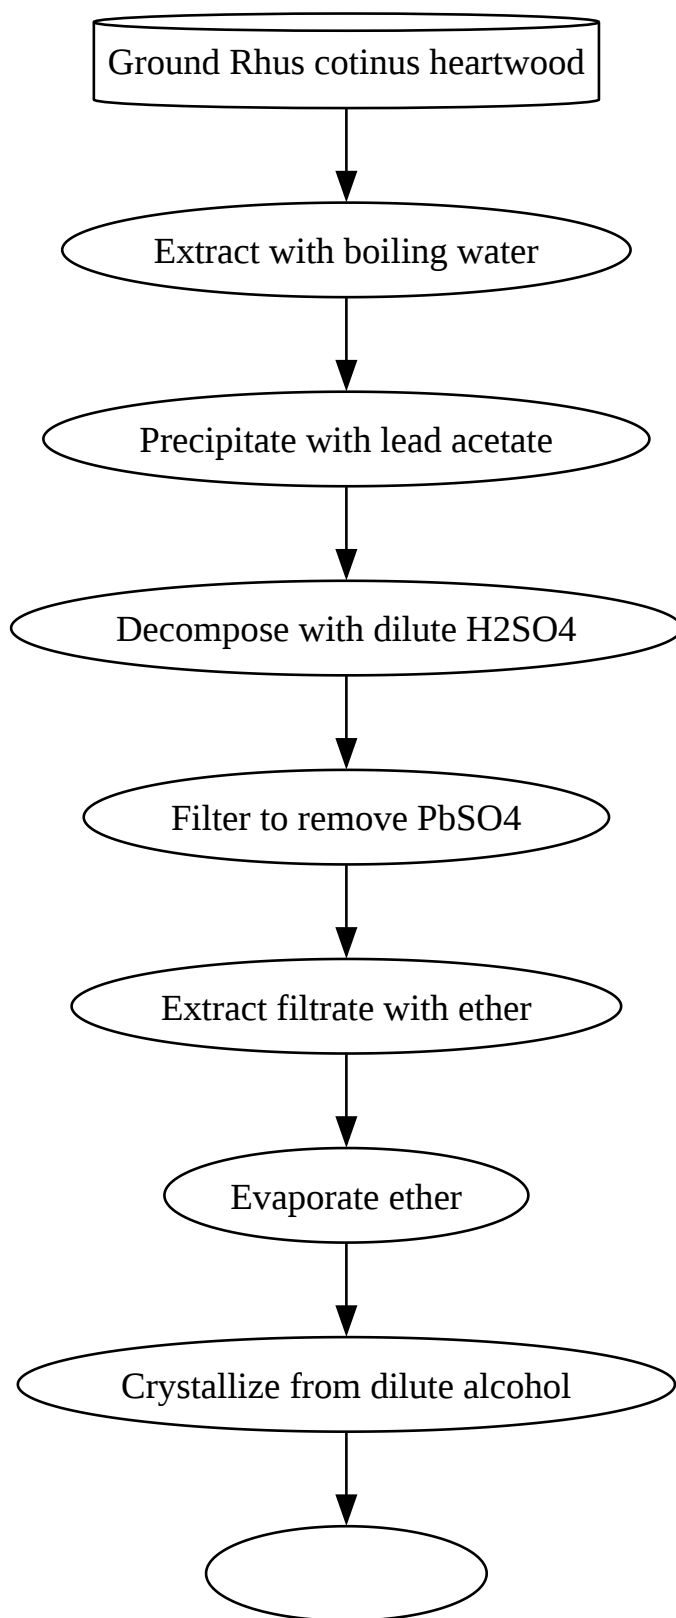 Ground Rhus cotinus heartwood
Extract with boiling water
Precipitate with lead acetate
Decompose with dilute H2SO4
Filter to remove PbSO4
Extract filtrate with ether
Evaporate ether
Crystallize from dilute alcohol